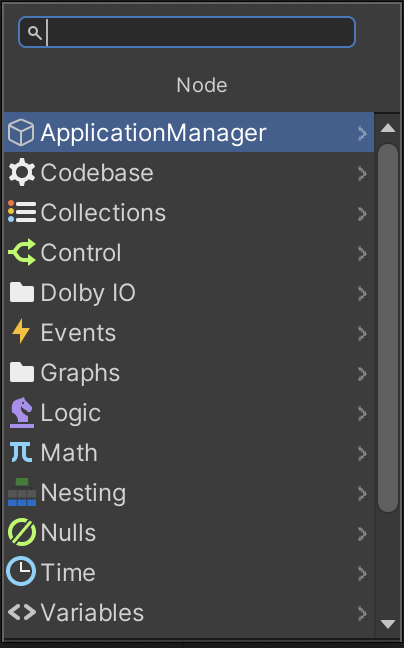 Node
ApplicationManager
Codebase
Collections
Control
Dolby IO
Events
Graphs
Logic
Math
Nesting
Nulls
Time
Variables